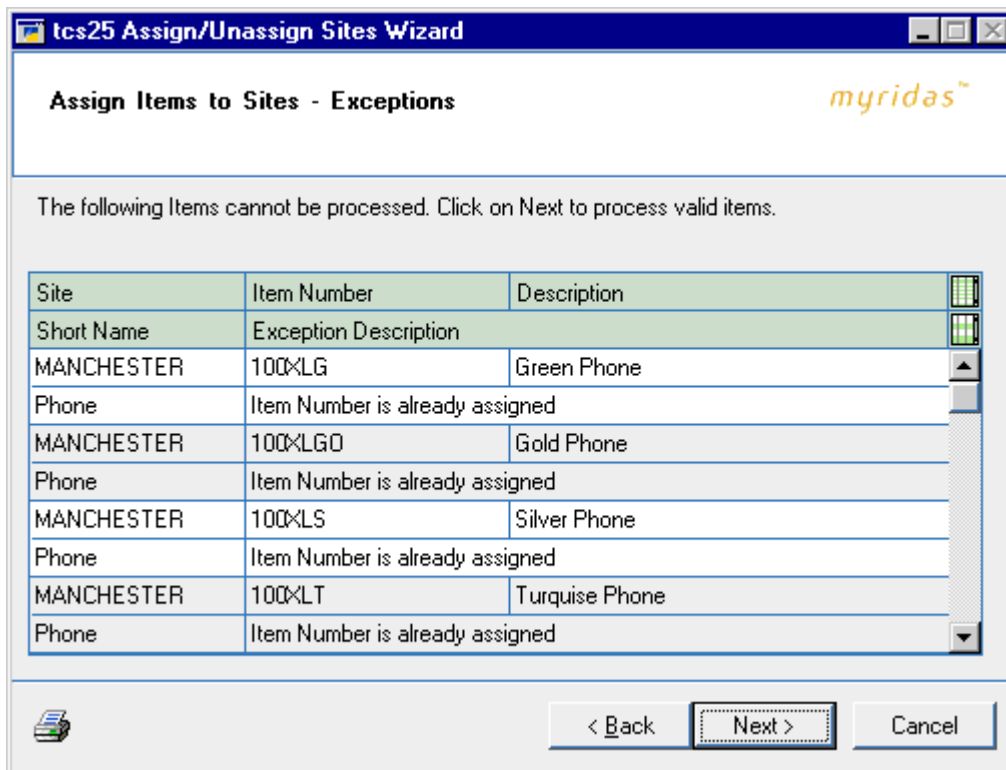 tcs25 Assign/Unassign Sites Wizard
Assign Items to Sites - Exceptions
myridas™
The following Items cannot be processed. Click on Next to process valid items.
Site Item Number Description
Short Name Exception Description
MANCHESTER 100XLG Green Phone
Phone Item Number is already assigned
MANCHESTER 100XLGO Gold Phone
Phone Item Number is already assigned
MANCHESTER 100XLS Silver Phone
Phone Item Number is already assigned
MANCHESTER 100XLT Turquise Phone
Phone Item Number is already assigned
< Back Next > Cancel